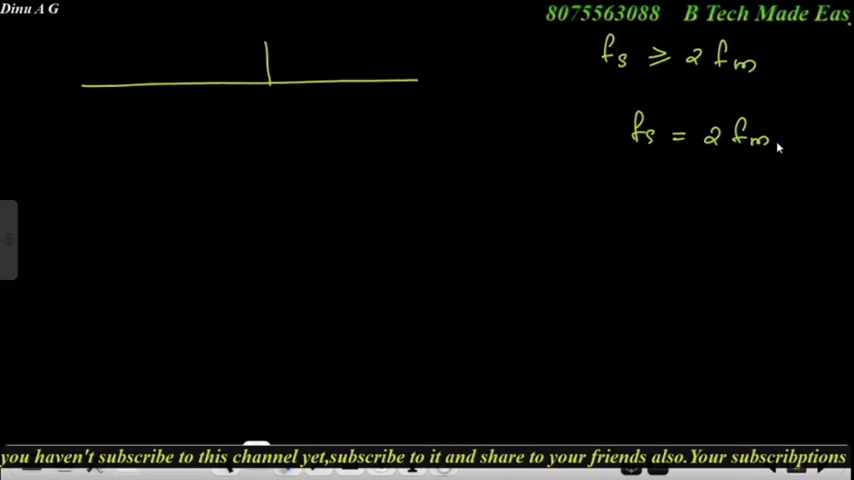 Dinu A G
8075563088 B Tech Made Eas
fs ≥ 2 fm
fs = 2 fm
you haven't subscribe to this channel yet,subscribe to it and share to your friends also.Your subscribptions